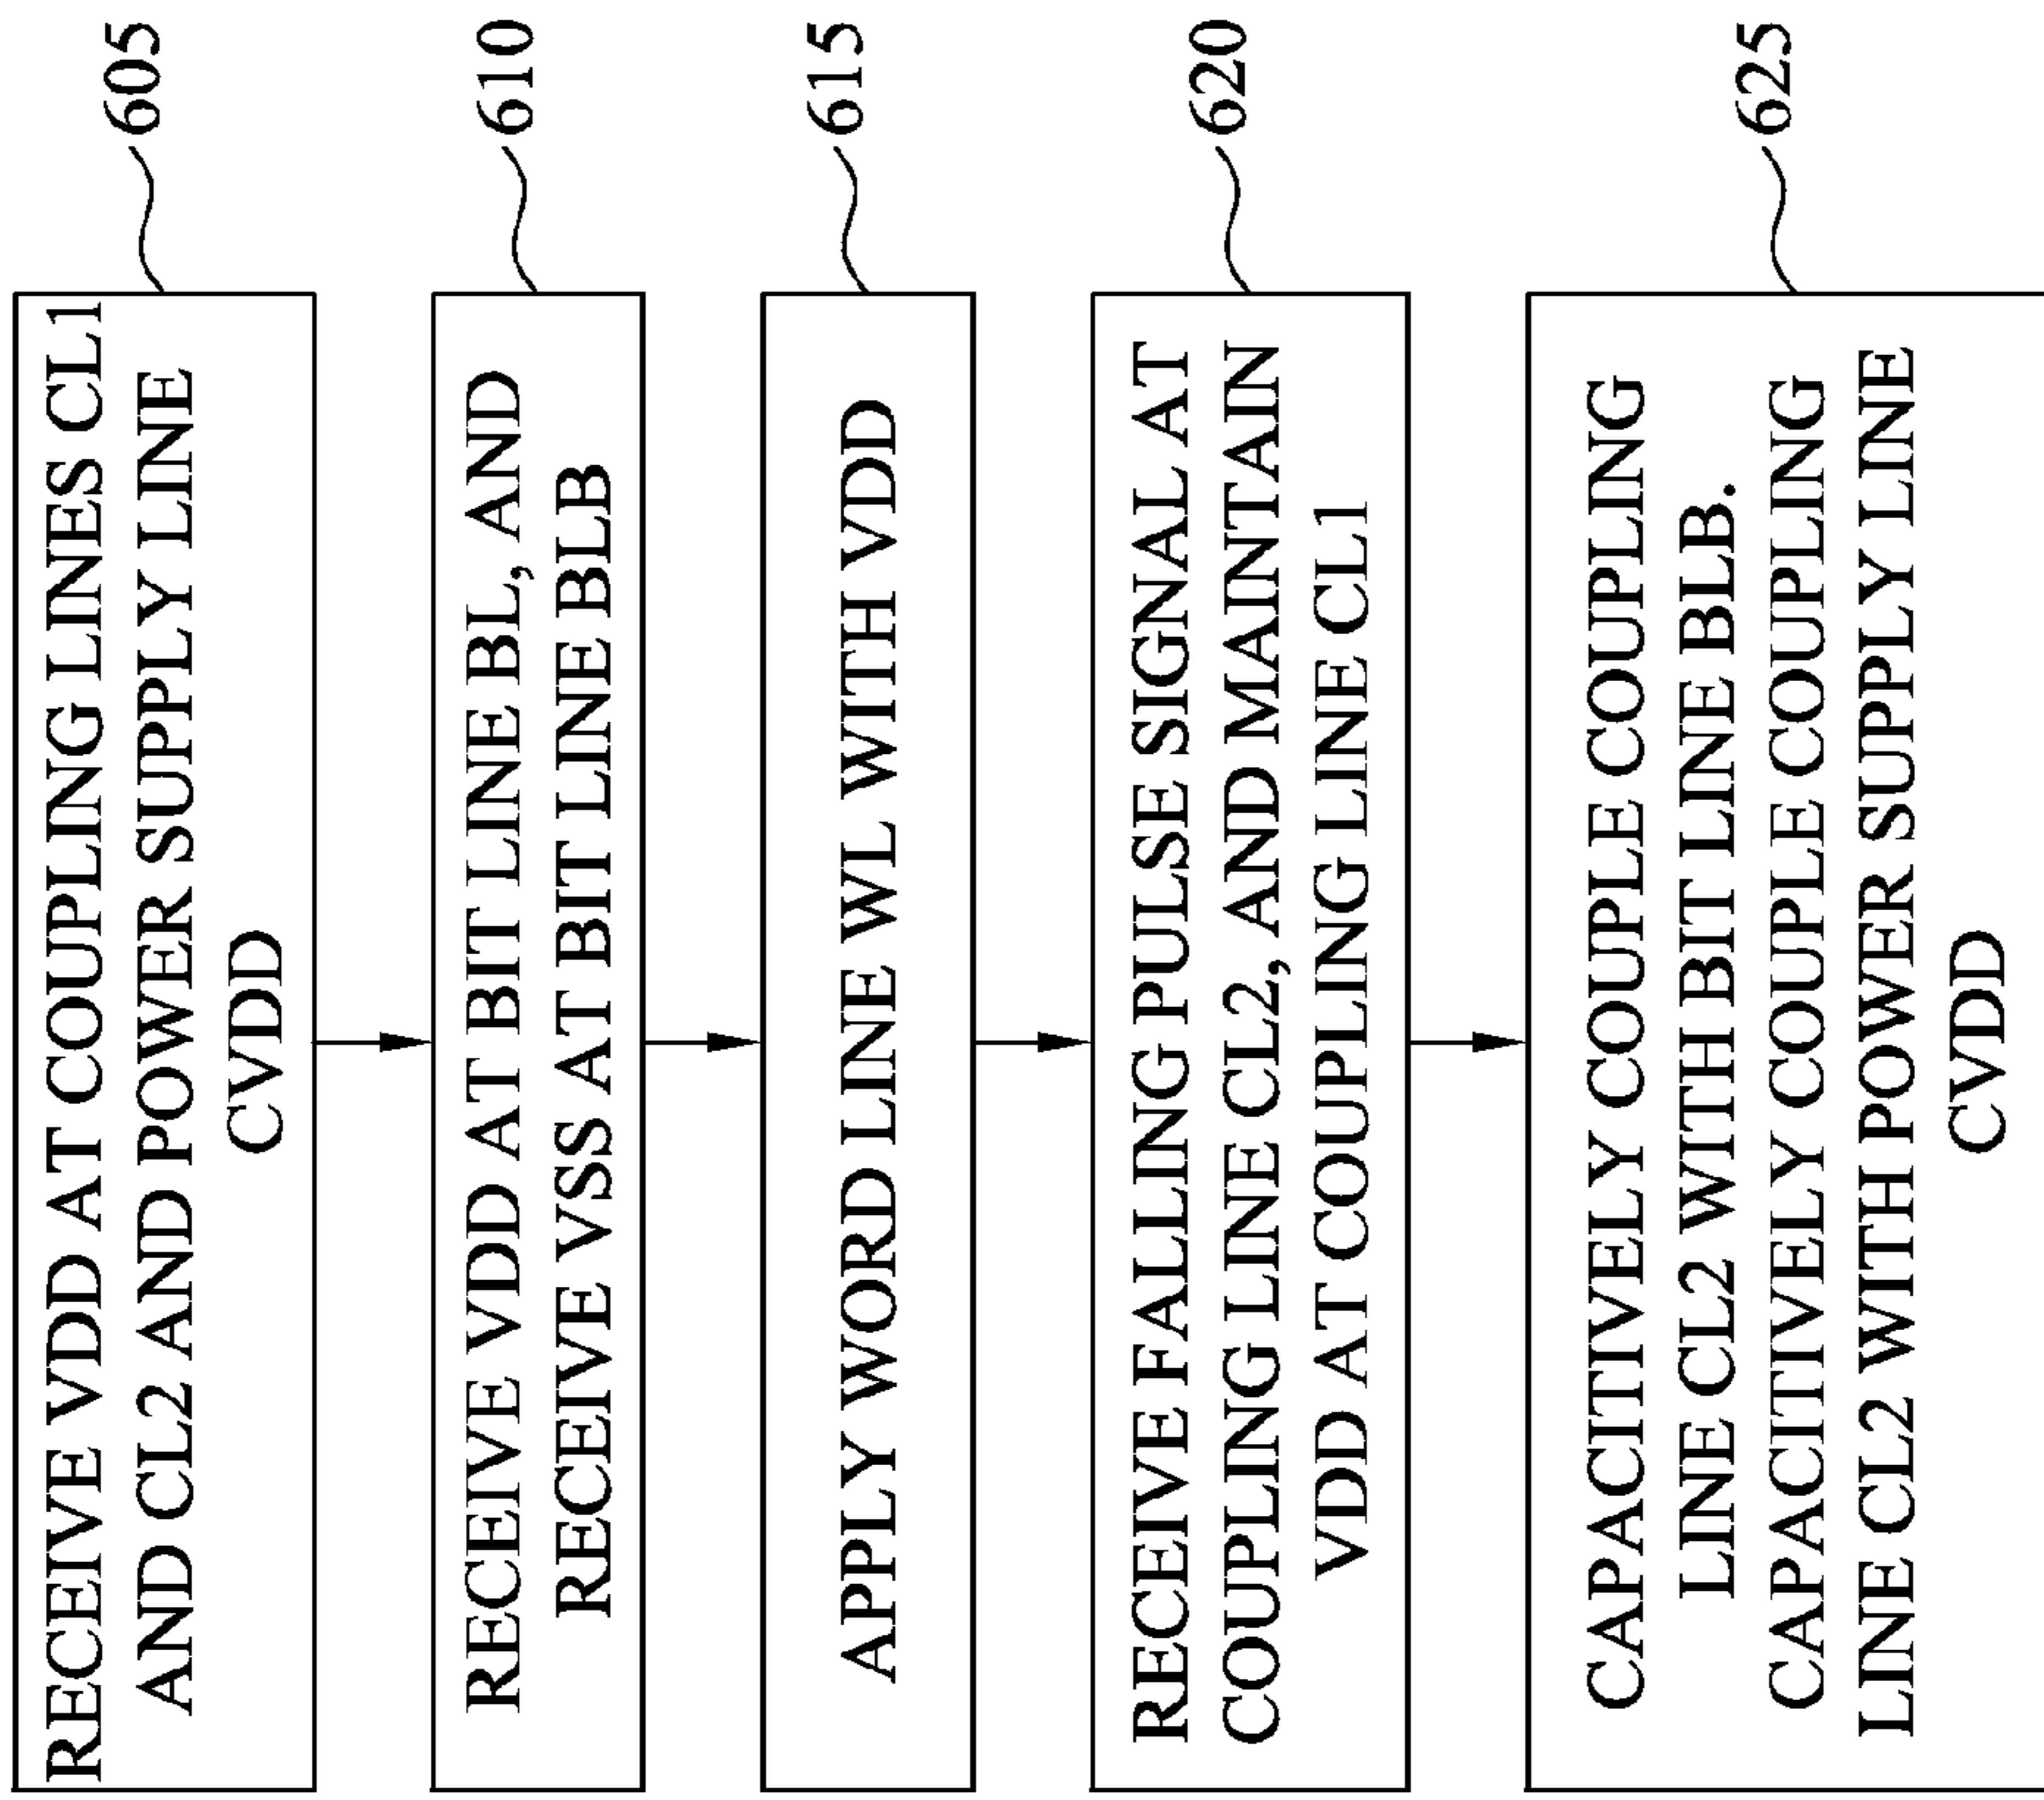 RECEIVE VDD AT COUPLING LINES CL1
AND CL2 AND POWER SUPPLY LINE
CVDD
605
RECEIVE VDD AT BIT LINE BL, AND
RECEIVE VSS AT BIT LINE BLB
610
APPLY WORD LINE WL WITH VDD
615
RECEIVE FALLING PULSE SIGNAL AT
COUPLING LINE CL2, AND MAINTAIN
VDD AT COUPLING LINE CL1
620
CAPACITIVELY COUPLE COUPLING
LINE CL2 WITH BIT LINE BLB.
CAPACITIVELY COUPLE COUPLING
LINE CL2 WITH POWER SUPPLY LINE
CVDD
625